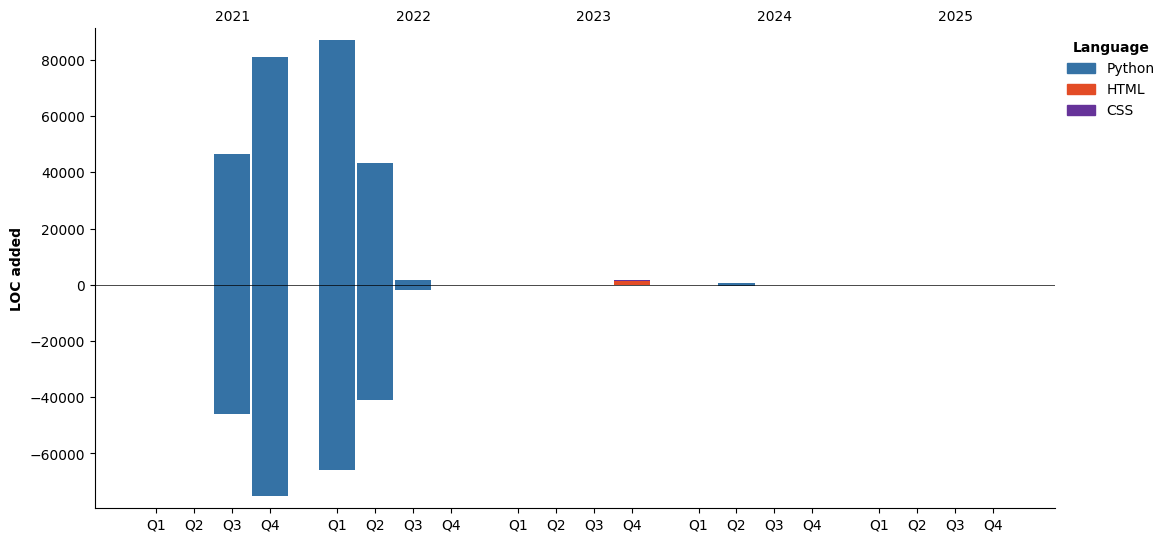 2021 2022 2023 2024 2025
Language
Python
HTML
CSS
LOC added
80000
60000
40000
20000
0
−20000
−40000
−60000
Q1 Q2 Q3 Q4 Q1 Q2 Q3 Q4 Q1 Q2 Q3 Q4 Q1 Q2 Q3 Q4 Q1 Q2 Q3 Q4